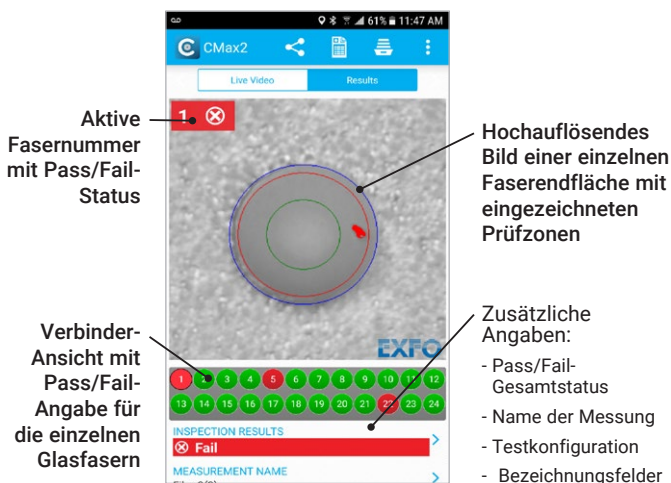 61% 11:47 AM
CMax2
Live Video
Results
1
Aktive
Fasernummer
mit Pass/Fail-
Status
Hochauflösendes
Bild einer einzelnen
Faserendfläche mit
eingezeichneten
Prüfzonen
EXFO
Verbinder-
Ansicht mit
Pass/Fail-
Angabe für
die einzelnen
Glasfasern
1 2 3 4 5 6 7 8 9 10 11 12
13 14 15 16 17 18 19 20 21 22 23 24
INSPECTION RESULTS
Fail
MEASUREMENT NAME
Zusätzliche
Angaben:
- Pass/Fail-
Gesamtstatus
- Name der Messung
- Testkonfiguration
- Bezeichnungsfelder